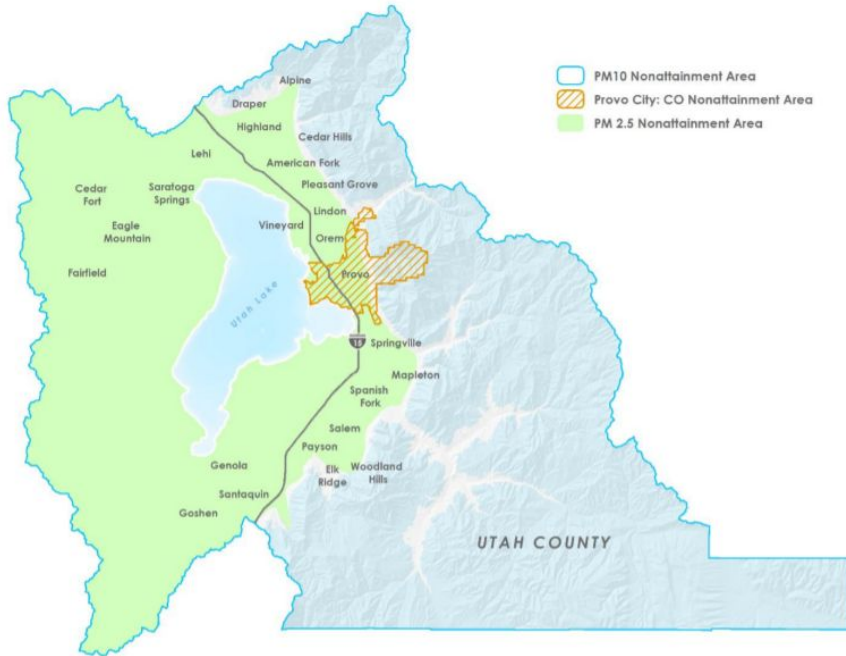 PM10 Nonattainment Area
Provo City: CO Nonattainment Area
PM 2.5 Nonattainment Area
Alpine
Draper
Highland
Cedar Hills
Lehi
American Fork
Pleasant Grove
Cedar
Fort
Saratoga
Springs
Lindon
Eagle
Mountain
Vineyard
Orem
Fairfield
Provo
Utah Lake
15
Springville
Mapleton
Spanish
Fork
Salem
Payson
Genola
Elk
Ridge
Woodland
Hills
Santaquin
Goshen
UTAH COUNTY